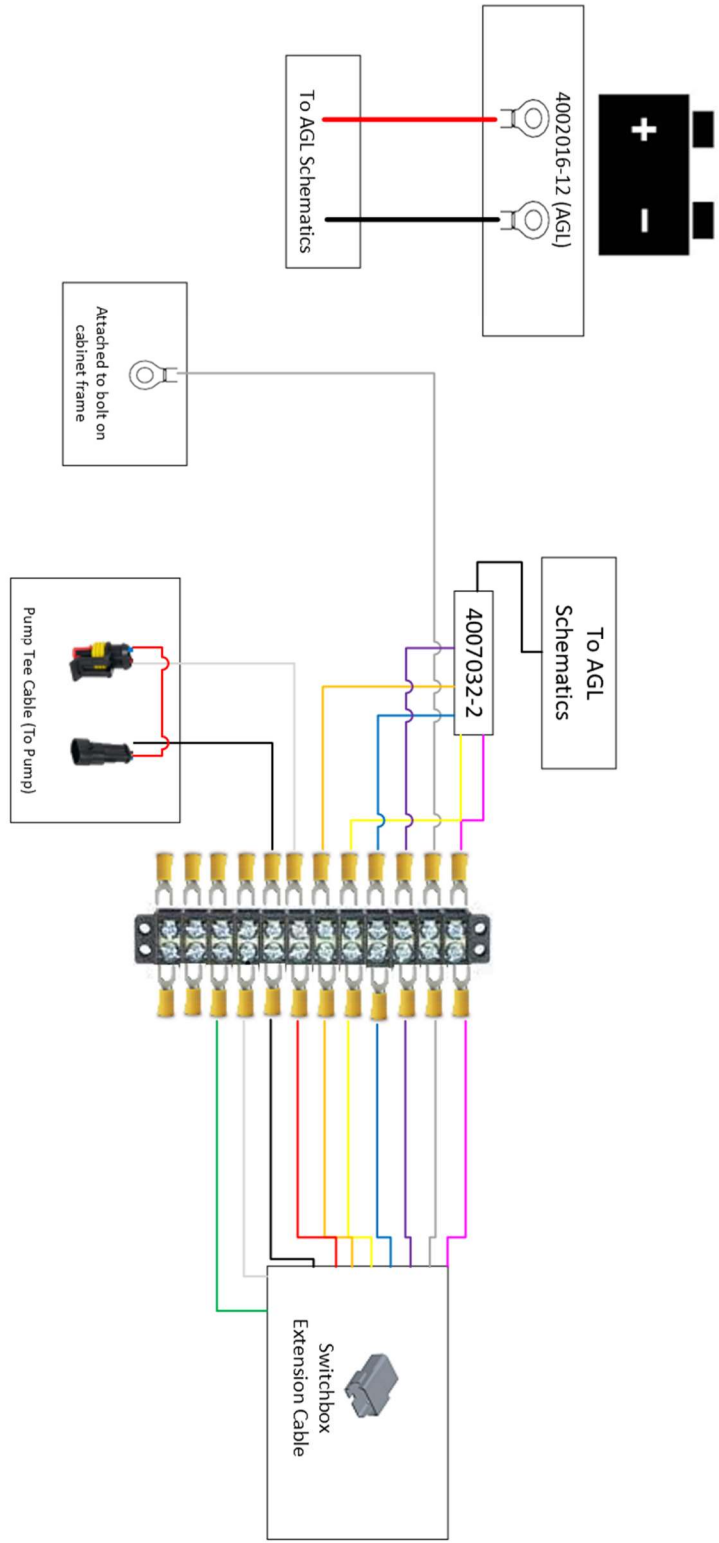 4002016-12 (AGL)
To AGL Schematics
Attached to bolt on
cabinet frame
To AGL
Schematics
4007032-2
Pump Tee Cable (To Pump)
Switchbox
Extension Cable